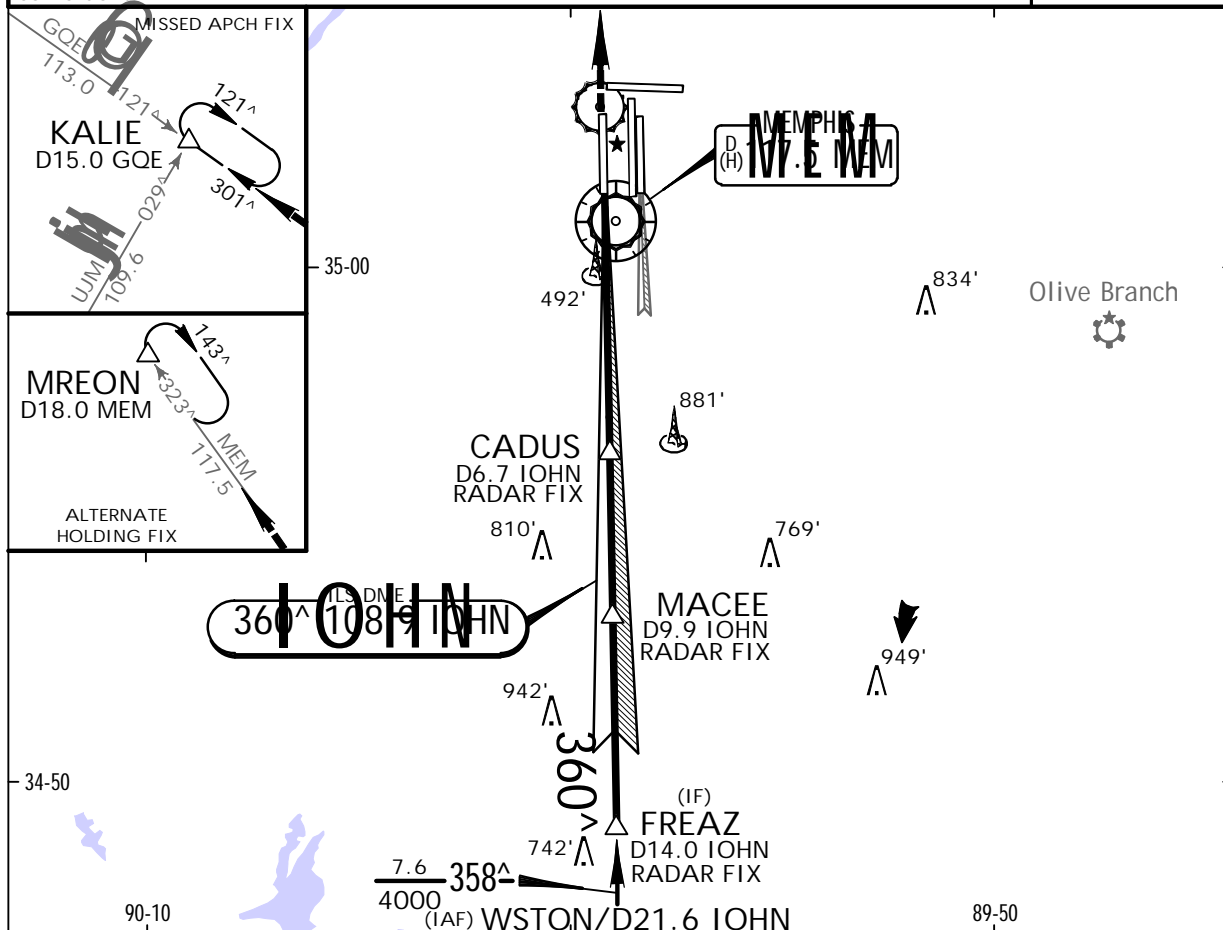 MISSED APCH FIX
GQE
113.0
121^
121^
KALIE
D15.0 GQE
301^
029^
UJM
109.6
MREON
D18.0 MEM
143^
323^
MEM
117.5
ALTERNATE
HOLDING FIX
MEMPHIS
D
(H)
117.5 MEM
MEM
35-00
492'
834'
Olive Branch
881'
CADUS
D6.7 IOHN
RADAR FIX
810'
769'
ILS DME
360^ 108.9 IOHN
IOHN
MACEE
D9.9 IOHN
RADAR FIX
949'
942'
360^
34-50
(IF)
FREAZ
D14.0 IOHN
RADAR FIX
742'
7.6
358^
4000
(IAF) WSTON/D21.6 IOHN
90-10
89-50